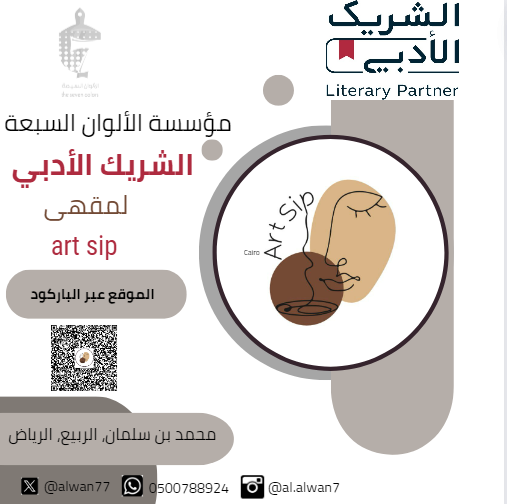 الشريك
الأدبي
Literary Partner
مؤسسة الألوان السبعة
الشريك الأدبي
لمقهى
art sip
Art Sip
Cairo
الموقع عبر الباركود
محمد بن سلمان, الربيع, الرياض
@alwan77
0500788924
@al.alwan7